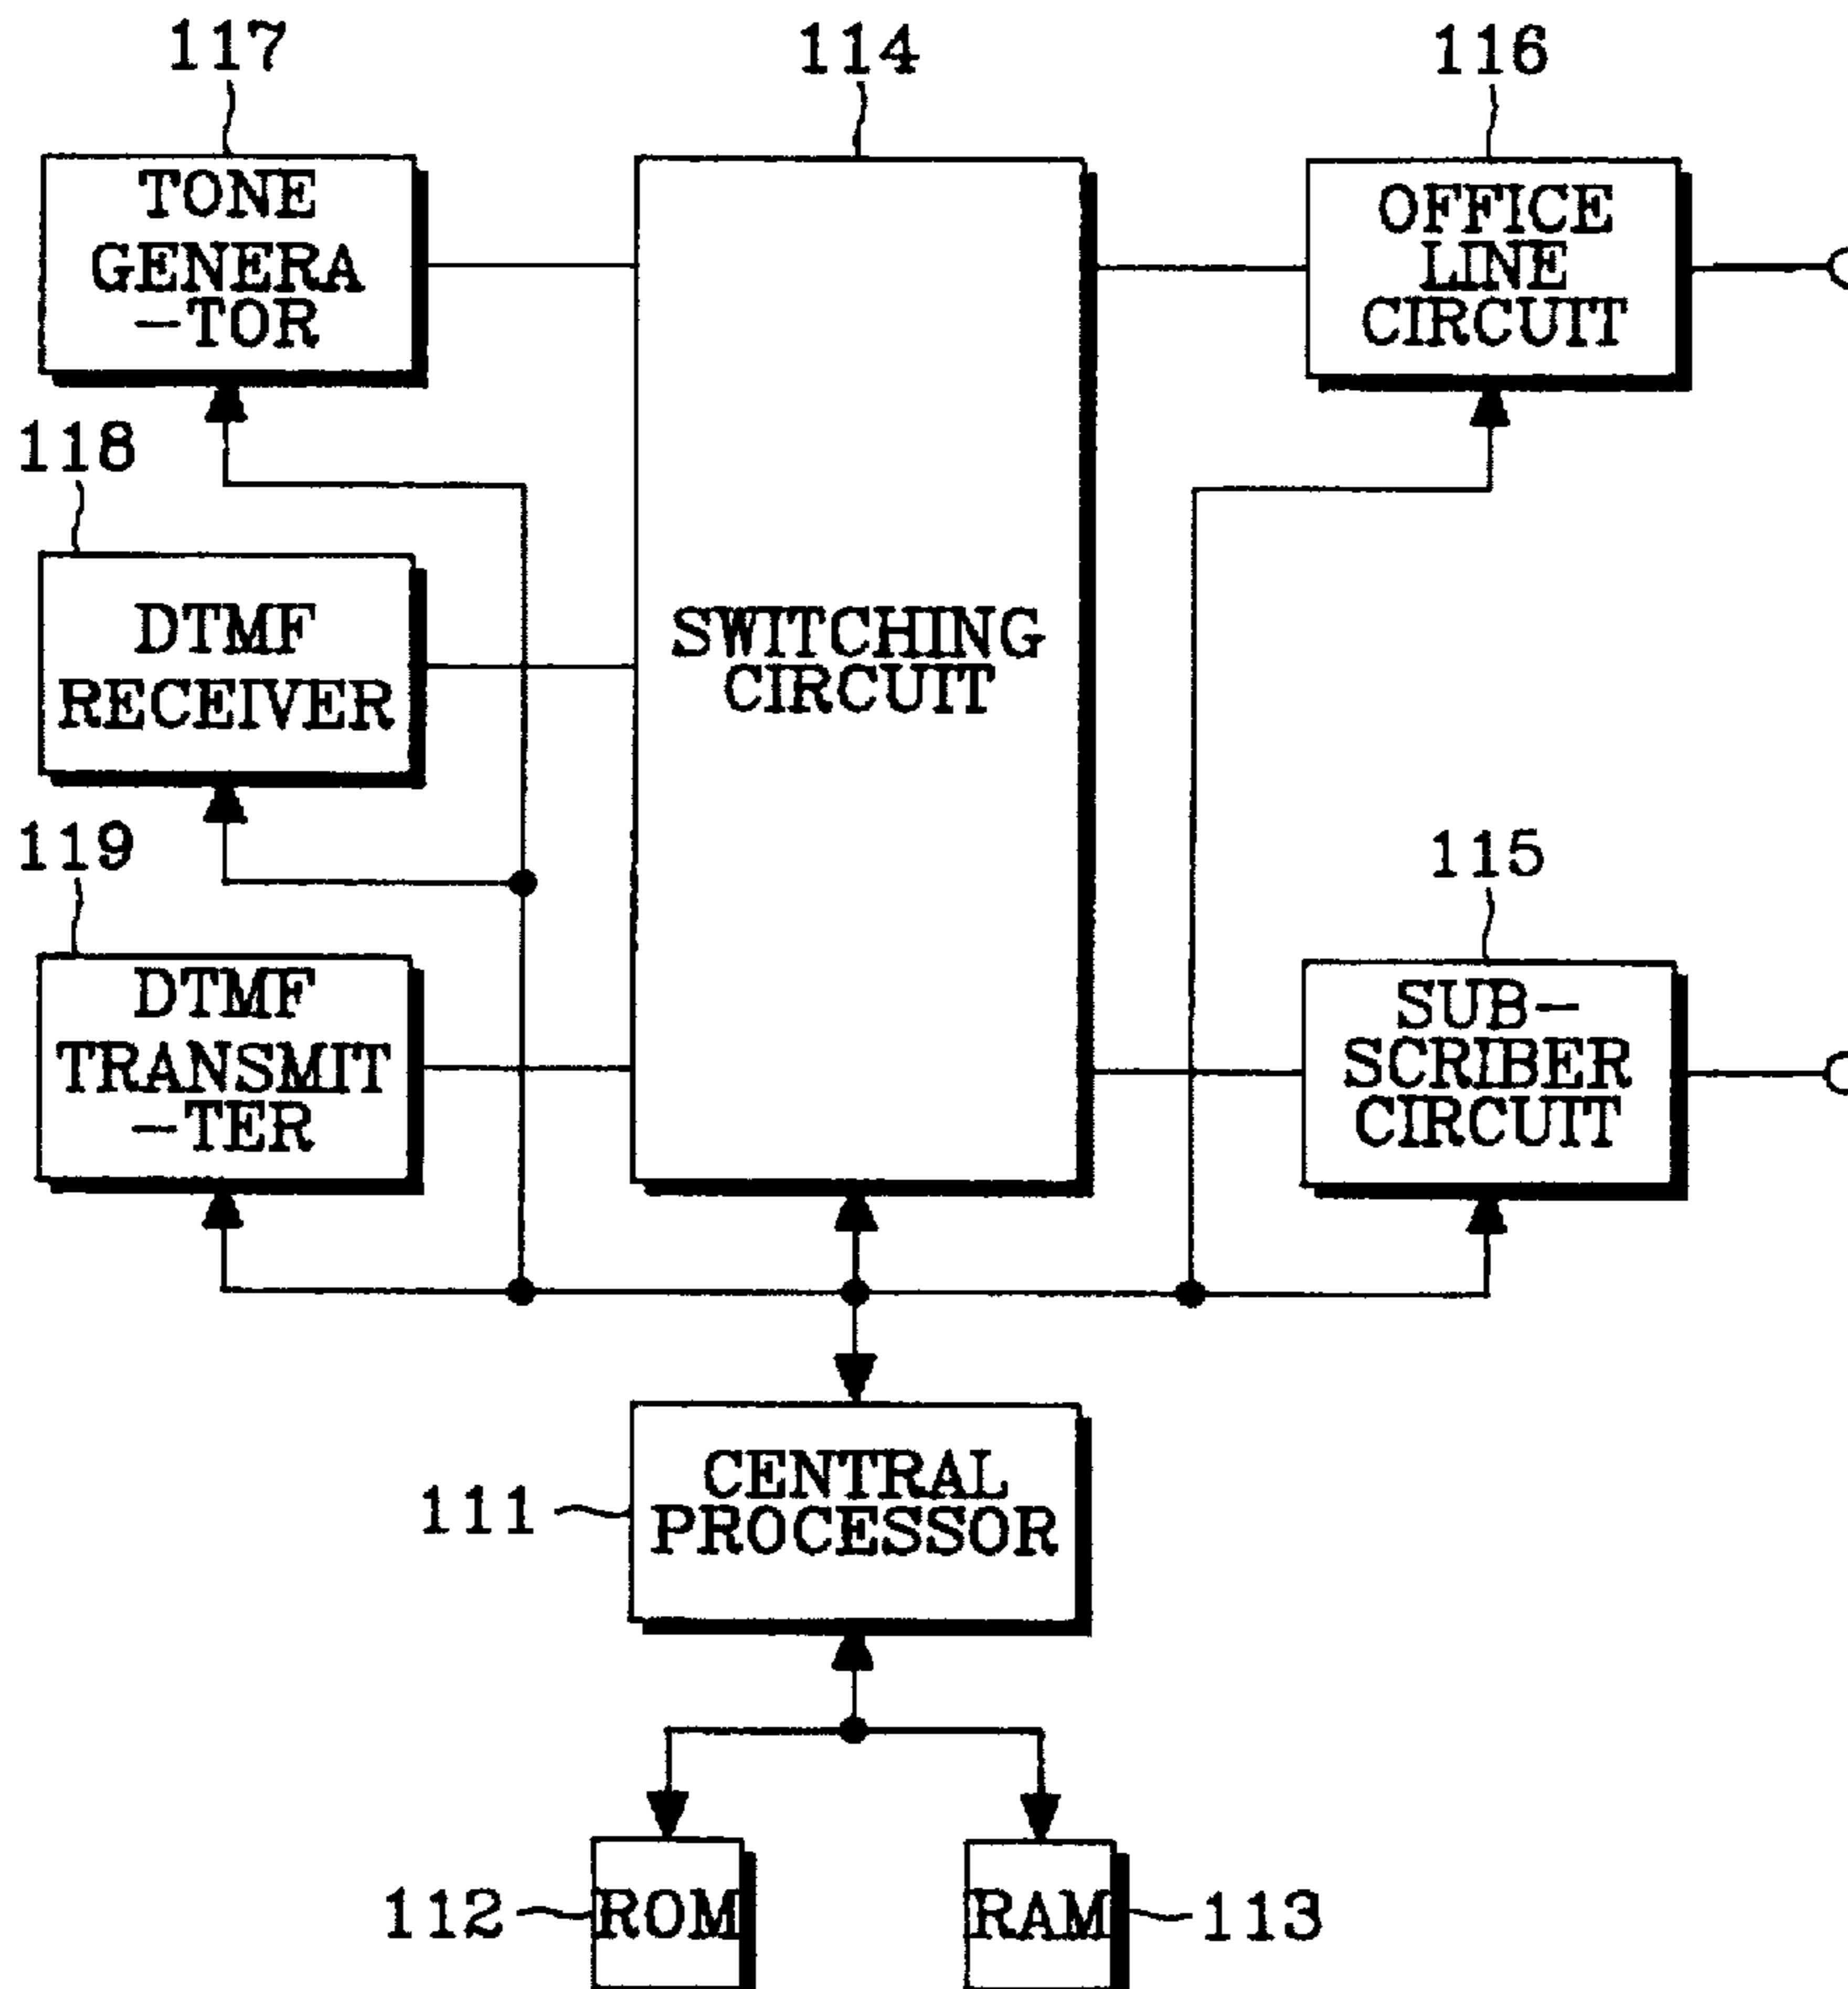 117
114
116
TONE
GENERA
-TOR
SWITCHING
CIRCUIT
OFFICE
LINE
CIRCUIT
118
DTMF
RECEIVER
119
DTMF
TRANSMIT
-TER
115
SUB-
SCRIBER
CIRCUIT
111
CENTRAL
PROCESSOR
112
ROM
RAM
113